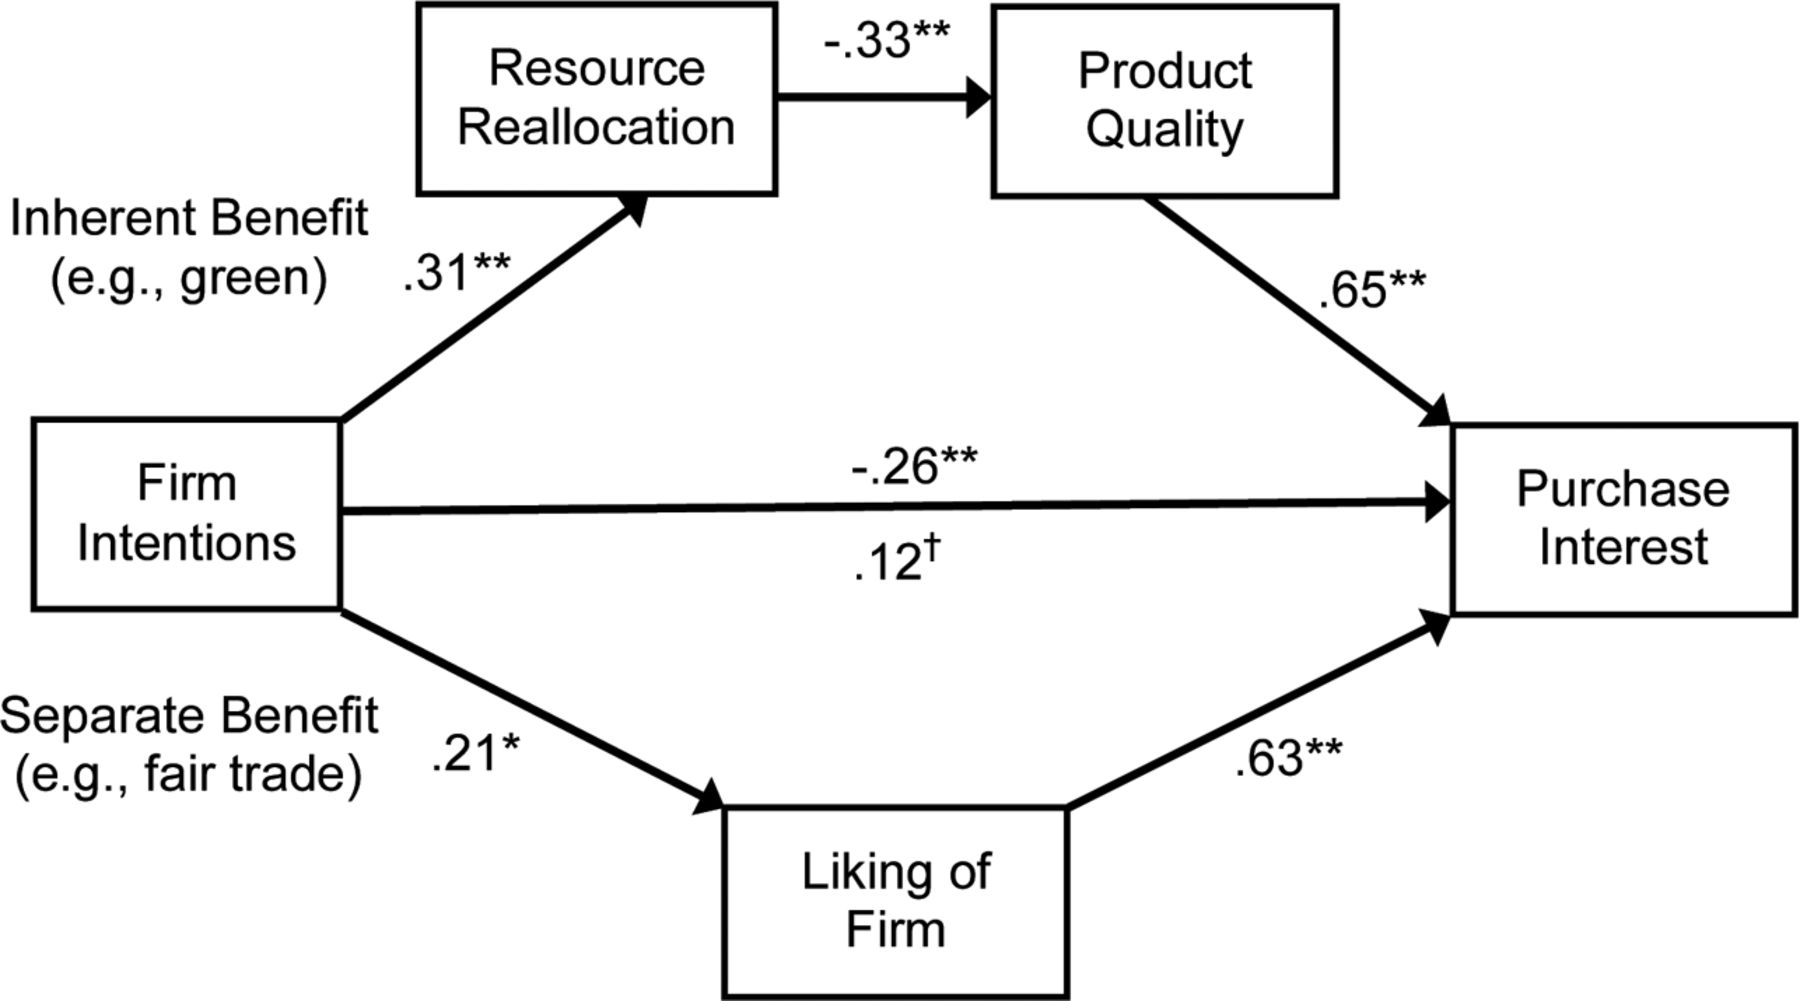 Resource
Reallocation
-.33**
Product
Quality
Inherent Benefit
(e.g., green)
.31**
.65**
Firm
Intentions
-.26**
.12†
Purchase
Interest
Separate Benefit
(e.g., fair trade)
.21*
.63**
Liking of
Firm